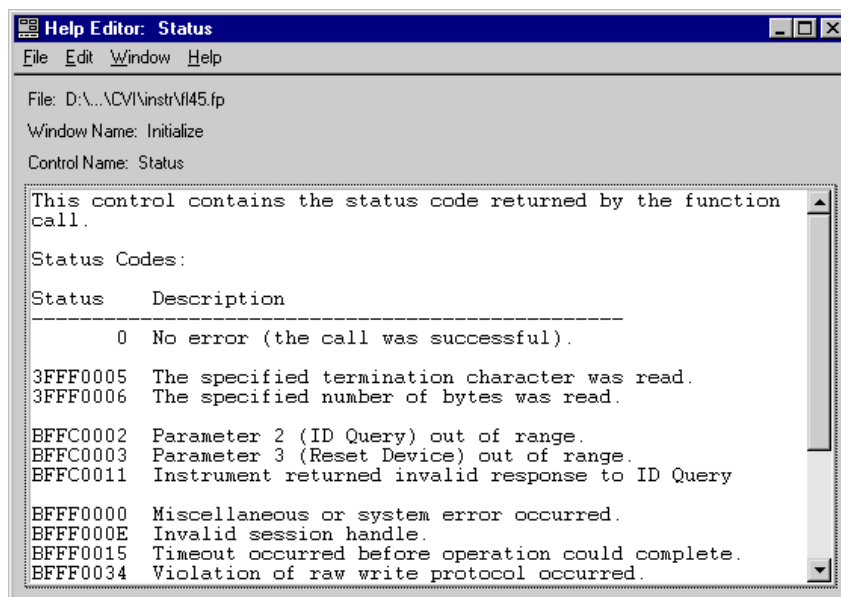 Help Editor: Status
File Edit Window Help
File: D:\...\CVI\instr\fl45.fp
Window Name: Initialize
Control Name: Status
This control contains the status code returned by the function
call.
Status Codes:
Status Description
--------------------------------------------------
0 No error (the call was successful).
3FFF0005 The specified termination character was read.
3FFF0006 The specified number of bytes was read.
BFFC0002 Parameter 2 (ID Query) out of range.
BFFC0003 Parameter 3 (Reset Device) out of range.
BFFC0011 Instrument returned invalid response to ID Query
BFFF0000 Miscellaneous or system error occurred.
BFFF000E Invalid session handle.
BFFF0015 Timeout occurred before operation could complete.
BFFF0034 Violation of raw write protocol occurred.